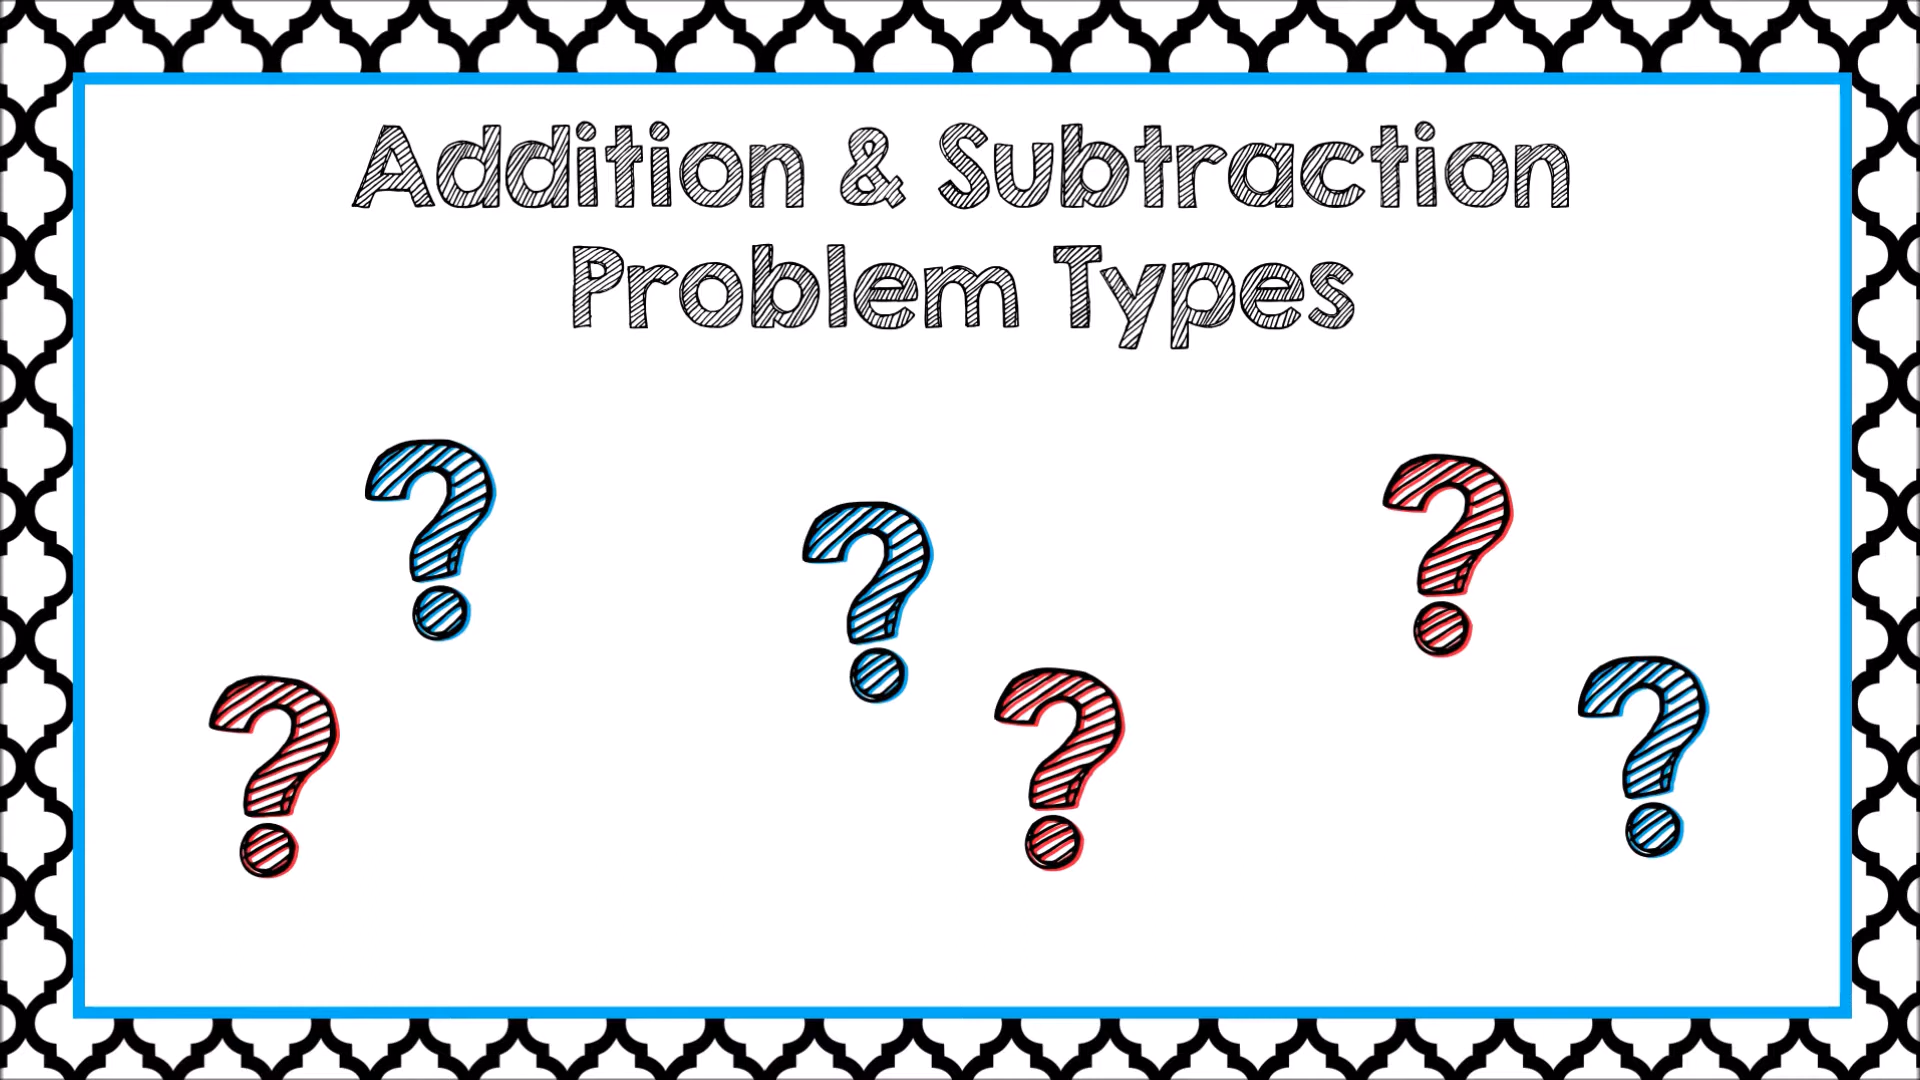 Addition & Subtraction
Problem Types
? ? ?
? ? ?